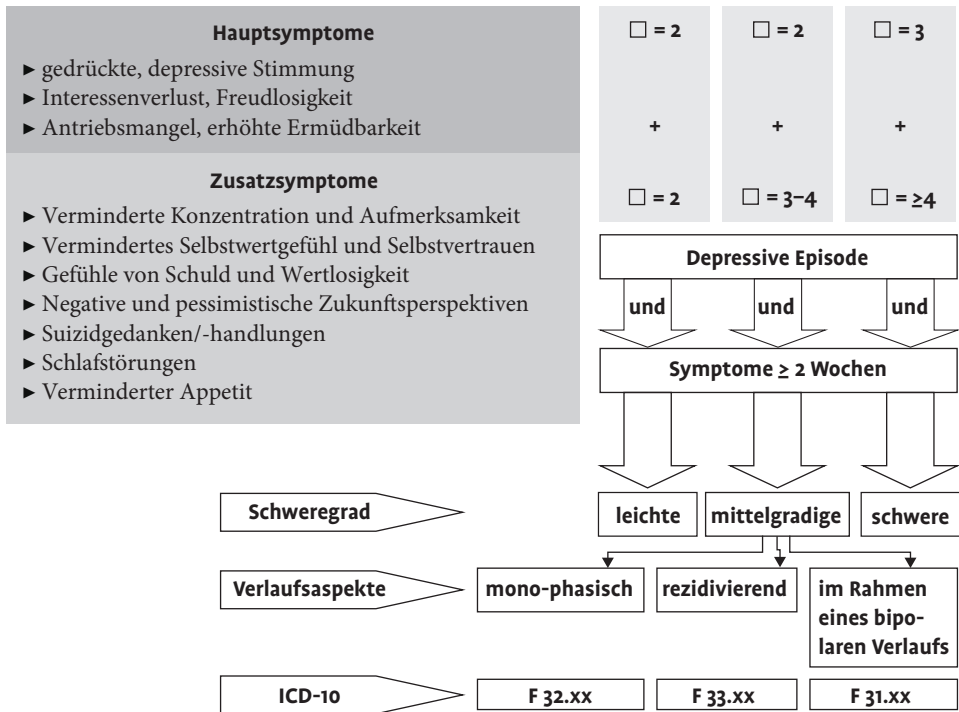 Hauptsymptome
► gedrückte, depressive Stimmung
► Interessenverlust, Freudlosigkeit
► Antriebsmangel, erhöhte Ermüdbarkeit
Zusatzsymptome
► Verminderte Konzentration und Aufmerksamkeit
► Vermindertes Selbstwertgefühl und Selbstvertrauen
► Gefühle von Schuld und Wertlosigkeit
► Negative und pessimistische Zukunftsperspektiven
► Suizidgedanken/-handlungen
► Schlafstörungen
► Verminderter Appetit
□ = 2 □ = 2 □ = 3
+ + +
□ = 2 □ = 3–4 □ = ≥4
Depressive Episode
und und und
Symptome ≥ 2 Wochen
Schweregrad leichte mittelgradige schwere
Verlaufsaspekte mono-phasisch rezidivierend im Rahmen
eines bipo-
laren Verlaufs
ICD-10 F 32.xx F 33.xx F 31.xx